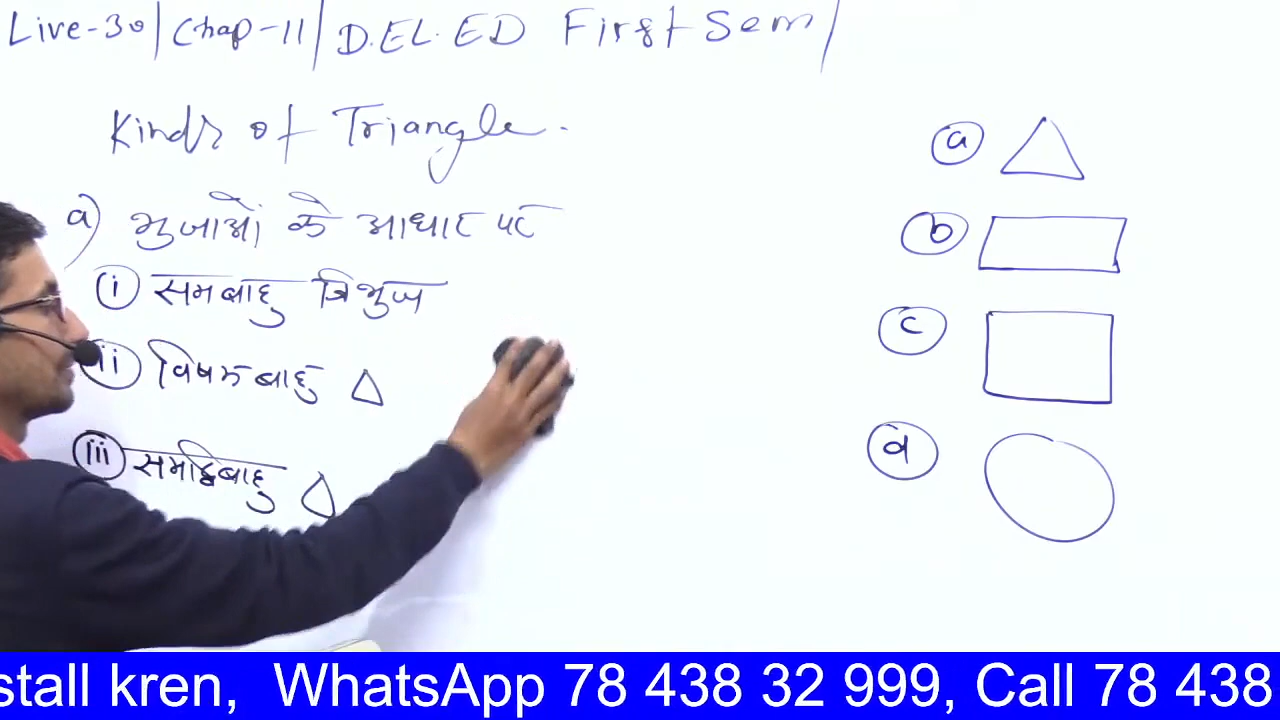 Live-30/Chap-11/D.EL.ED First Sem/
Kinds of Triangle.
a) भुजाओं के आधार पर
(i) समबाहु त्रिभुज
(ii) विषमबाहु △
(iii) समद्विबाहु △
(a)
(b)
(c)
(d)
stall kren, WhatsApp 78 438 32 999, Call 78 438